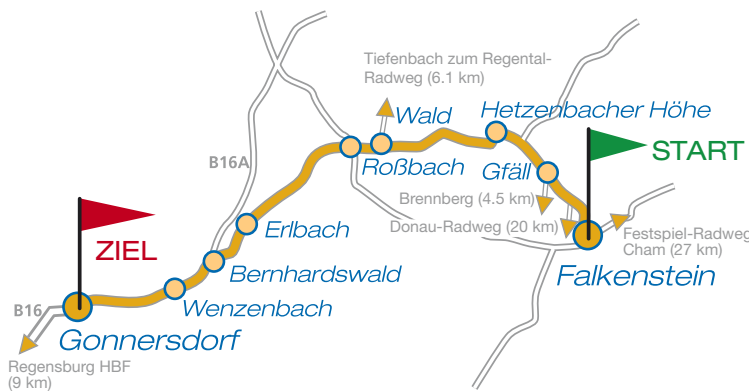 Tiefenbach zum Regental-
Radweg (6.1 km)
Wald
Hetzenbacher Höhe
START
B16A
Roßbach
Gfäll
Brennberg (4.5 km)
Donau-Radweg (20 km)
Festspiel-Radweg
Cham (27 km)
Falkenstein
ZIEL
Erlbach
Bernhardswald
Wenzenbach
B16
Gonnersdorf
Regensburg HBF
(9 km)